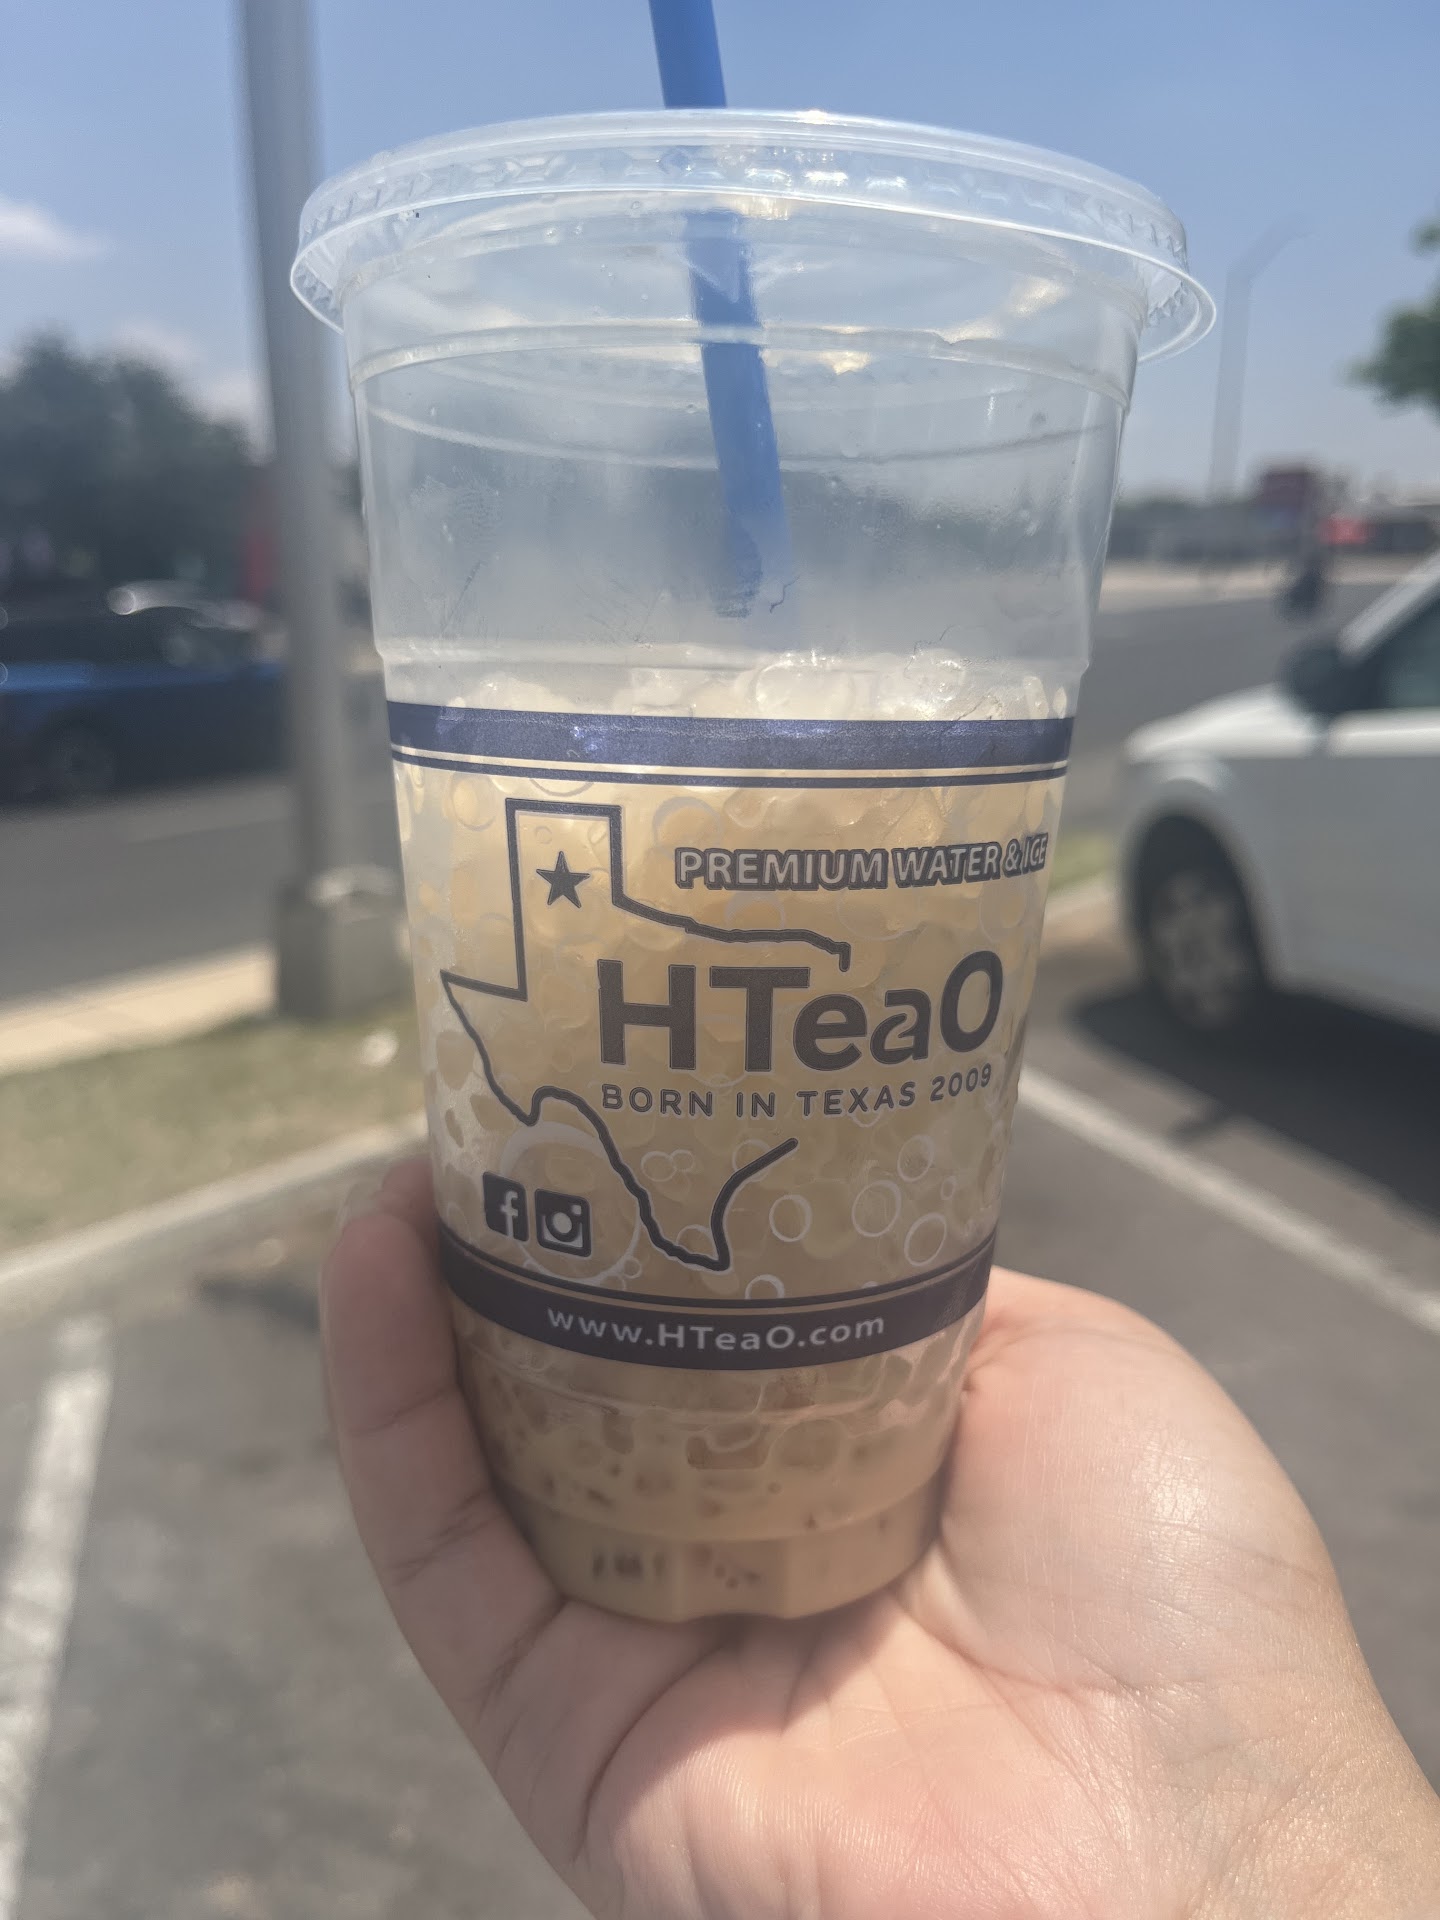 PREMIUM WATER & ICE
HTeaO
BORN IN TEXAS 2009
www.HTeaO.com